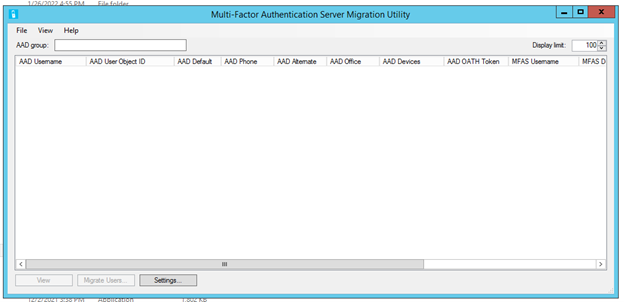 1/26/2022 4:55 PM File folder
Multi-Factor Authentication Server Migration Utility
File View Help
AAD group: Display limit: 100
AAD Username AAD User Object ID AAD Default AAD Phone AAD Alternate AAD Office AAD Devices AAD OATH Token MFAS Username MFAS D
View Migrate Users... Settings...
12/2/2021 3:38 PM Application 1,802 KB